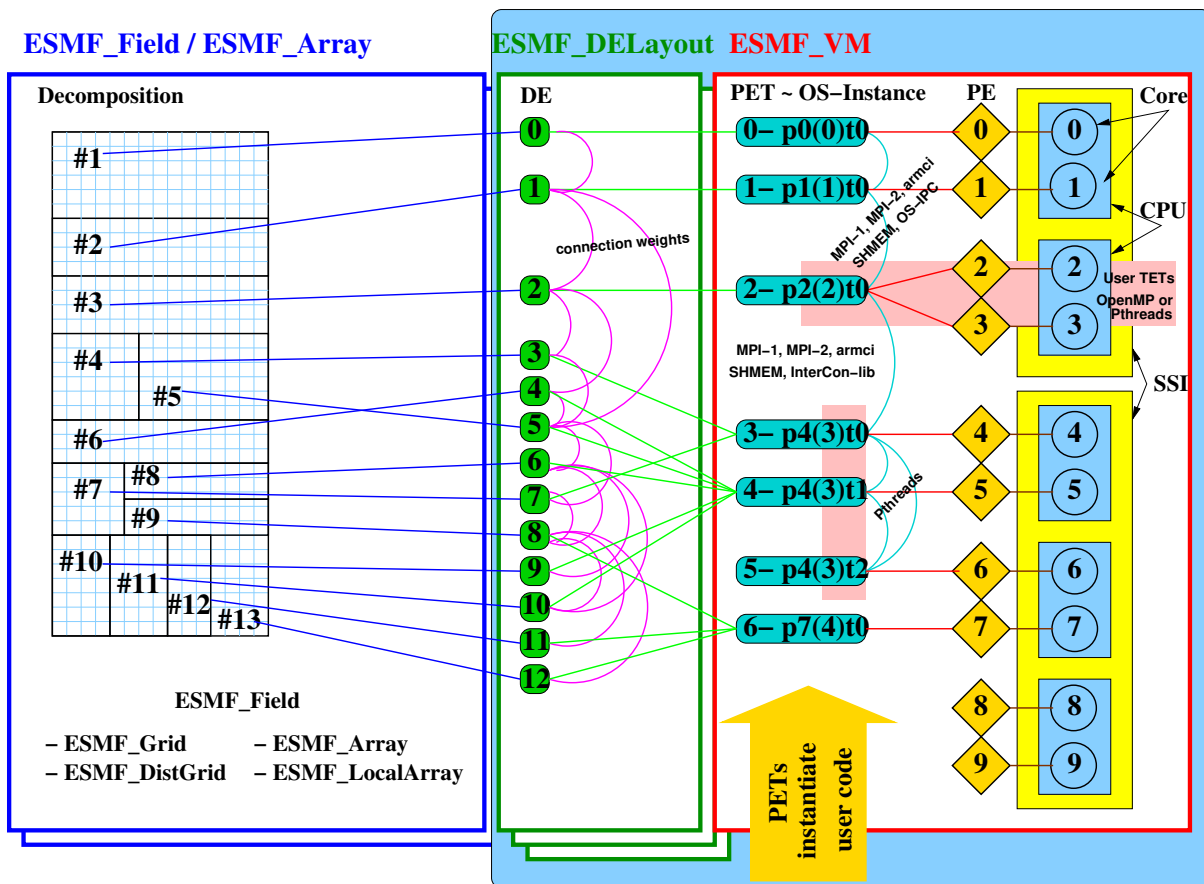 ESMF_Field / ESMF_Array
ESMF_DELayout
ESMF_VM
Decomposition
#1
#2
#3
#4
#5
#6
#7
#8
#9
#10
#11
#12
#13
ESMF_Field
– ESMF_Grid
– ESMF_Array
– ESMF_DistGrid
– ESMF_LocalArray
DE
0
1
2
3
4
5
6
7
8
9
10
11
12
connection weights
PET ~ OS–Instance
0– p0(0)t0
1– p1(1)t0
2– p2(2)t0
3– p4(3)t0
4– p4(3)t1
5– p4(3)t2
6– p7(4)t0
MPI–1, MPI–2, armci
SHMEM, OS–IPC
MPI–1, MPI–2, armci
SHMEM, InterCon–lib
Pthreads
PETs
instantiate
user code
PE
0
1
2
3
4
5
6
7
8
9
0
1
2
3
4
5
6
7
8
9
Core
CPU
User TETs
OpenMP or
Pthreads
SSI